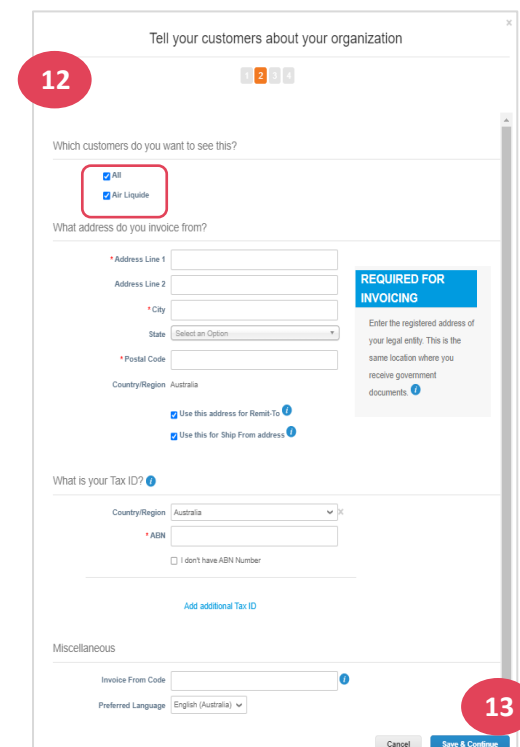 ×
Tell your customers about your organization
12
1 2 3 4
Which customers do you want to see this?
All
Air Liquide
What address do you invoice from?
* Address Line 1
Address Line 2
* City
State Select an Option
* Postal Code
Country/Region Australia
Use this address for Remit-To i
Use this for Ship From address i
REQUIRED FOR
INVOICING
Enter the registered address of
your legal entity. This is the
same location where you
receive government
documents. i
What is your Tax ID? i
Country/Region Australia ×
* ABN
I don't have ABN Number
Add additional Tax ID
Miscellaneous
Invoice From Code i
Preferred Language English (Australia)
13
Cancel Save & Continue